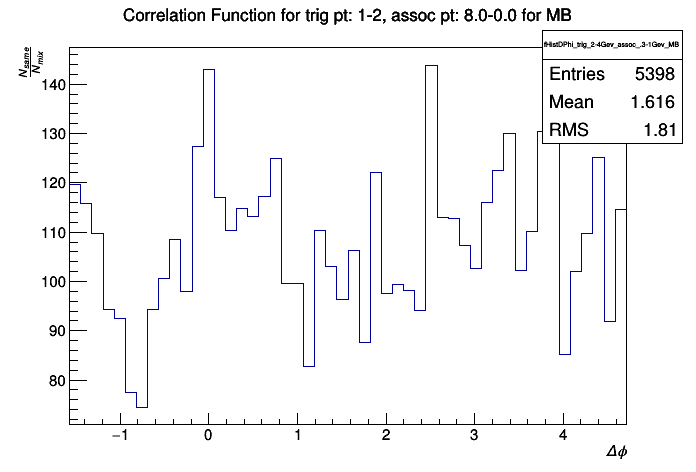 Correlation Function for trig pt: 1-2, assoc pt: 8.0-0.0 for MB
fHistDPhi_trig_2-4Gev_assoc_.3-1Gev_MB
Entries 5398
Mean 1.616
RMS 1.81
N_same
N_mix
140
130
120
110
100
90
80
−1 0 1 2 3 4
Δϕ